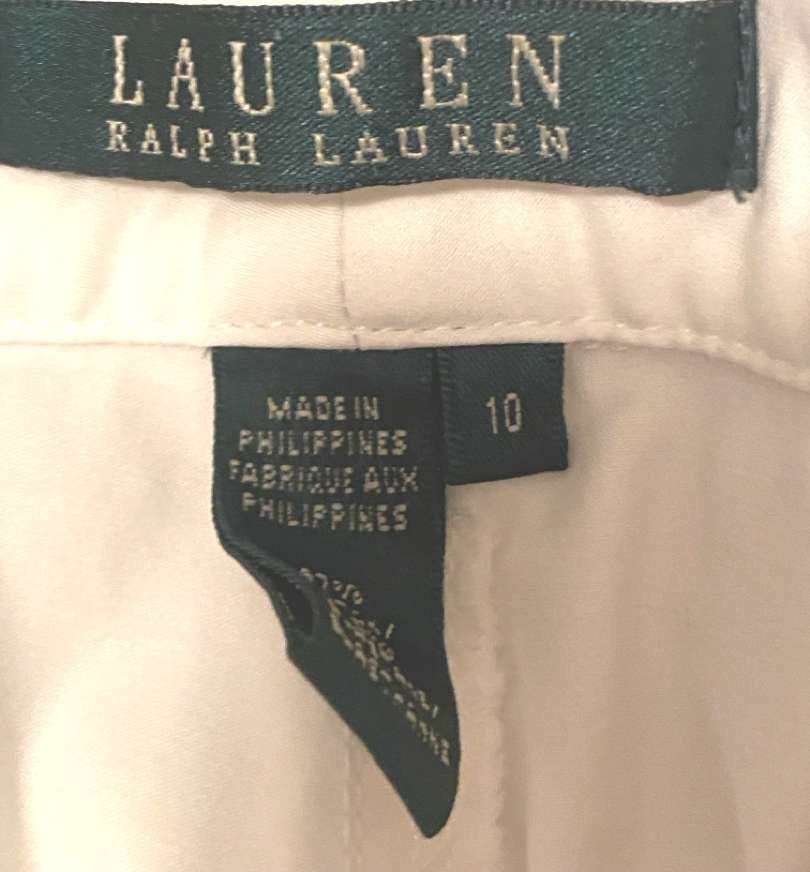 LAUREN
RALPH LAUREN
MADE IN
PHILIPPINES
FABRIQUE AUX
PHILIPPINES
10